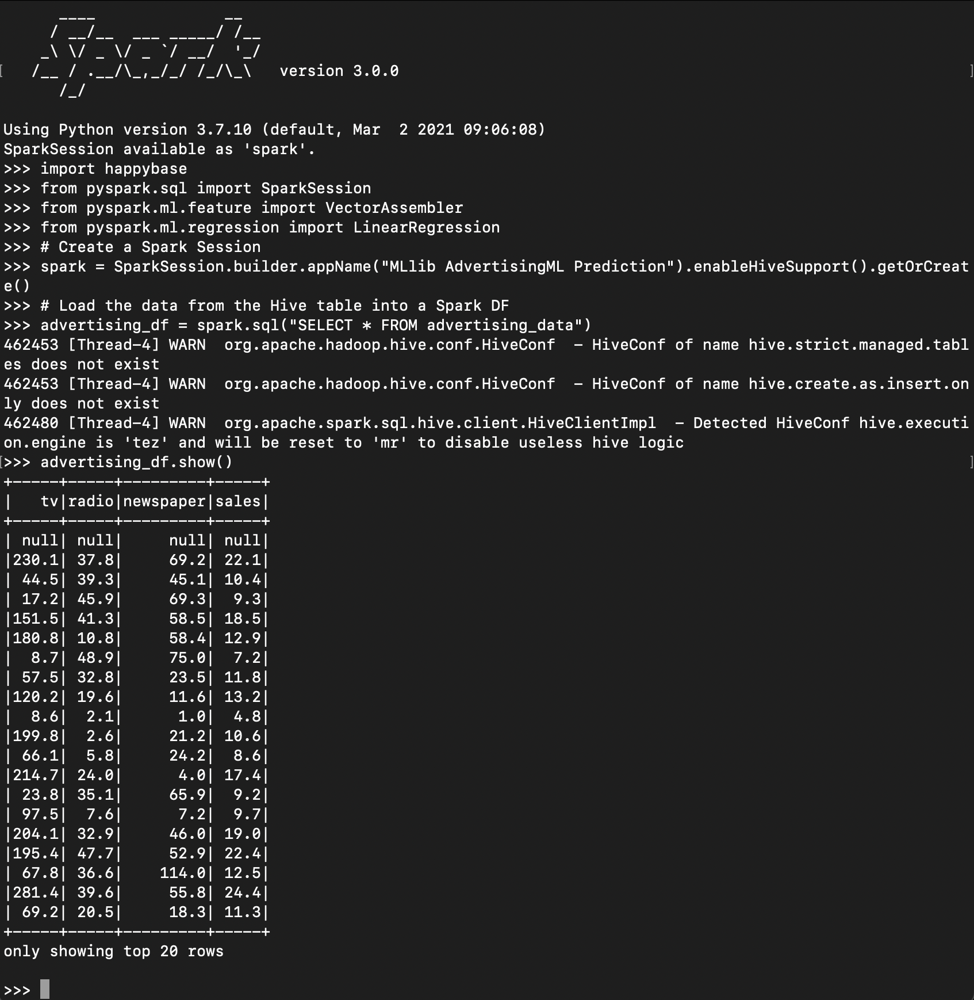 ____              __
     / __/__  ___ _____/ /__
    _\ \/ _ \/ _ `/ __/  '_/
   /__ / .__/\_,_/_/ /_/\_\   version 3.0.0
      /_/
Using Python version 3.7.10 (default, Mar  2 2021 09:06:08)
SparkSession available as 'spark'.
>>> import happybase
>>> from pyspark.sql import SparkSession
>>> from pyspark.ml.feature import VectorAssembler
>>> from pyspark.ml.regression import LinearRegression
>>> # Create a Spark Session
>>> spark = SparkSession.builder.appName("MLlib AdvertisingML Prediction").enableHiveSupport().getOrCreat
e()
>>> # Load the data from the Hive table into a Spark DF
>>> advertising_df = spark.sql("SELECT * FROM advertising_data")
462453 [Thread-4] WARN  org.apache.hadoop.hive.conf.HiveConf  - HiveConf of name hive.strict.managed.tabl
es does not exist
462453 [Thread-4] WARN  org.apache.hadoop.hive.conf.HiveConf  - HiveConf of name hive.create.as.insert.on
ly does not exist
462480 [Thread-4] WARN  org.apache.spark.sql.hive.client.HiveClientImpl  - Detected HiveConf hive.executi
on.engine is 'tez' and will be reset to 'mr' to disable useless hive logic
[>>> advertising_df.show() ]
+-----+-----+---------+-----+
|   tv|radio|newspaper|sales|
+-----+-----+---------+-----+
| null| null|     null| null|
|230.1| 37.8|     69.2| 22.1|
| 44.5| 39.3|     45.1| 10.4|
| 17.2| 45.9|     69.3|  9.3|
|151.5| 41.3|     58.5| 18.5|
|180.8| 10.8|     58.4| 12.9|
|  8.7| 48.9|     75.0|  7.2|
| 57.5| 32.8|     23.5| 11.8|
|120.2| 19.6|     11.6| 13.2|
|  8.6|  2.1|      1.0|  4.8|
|199.8|  2.6|     21.2| 10.6|
| 66.1|  5.8|     24.2|  8.6|
|214.7| 24.0|      4.0| 17.4|
| 23.8| 35.1|     65.9|  9.2|
| 97.5|  7.6|      7.2|  9.7|
|204.1| 32.9|     46.0| 19.0|
|195.4| 47.7|     52.9| 22.4|
| 67.8| 36.6|    114.0| 12.5|
|281.4| 39.6|     55.8| 24.4|
| 69.2| 20.5|     18.3| 11.3|
+-----+-----+---------+-----+
only showing top 20 rows
>>>